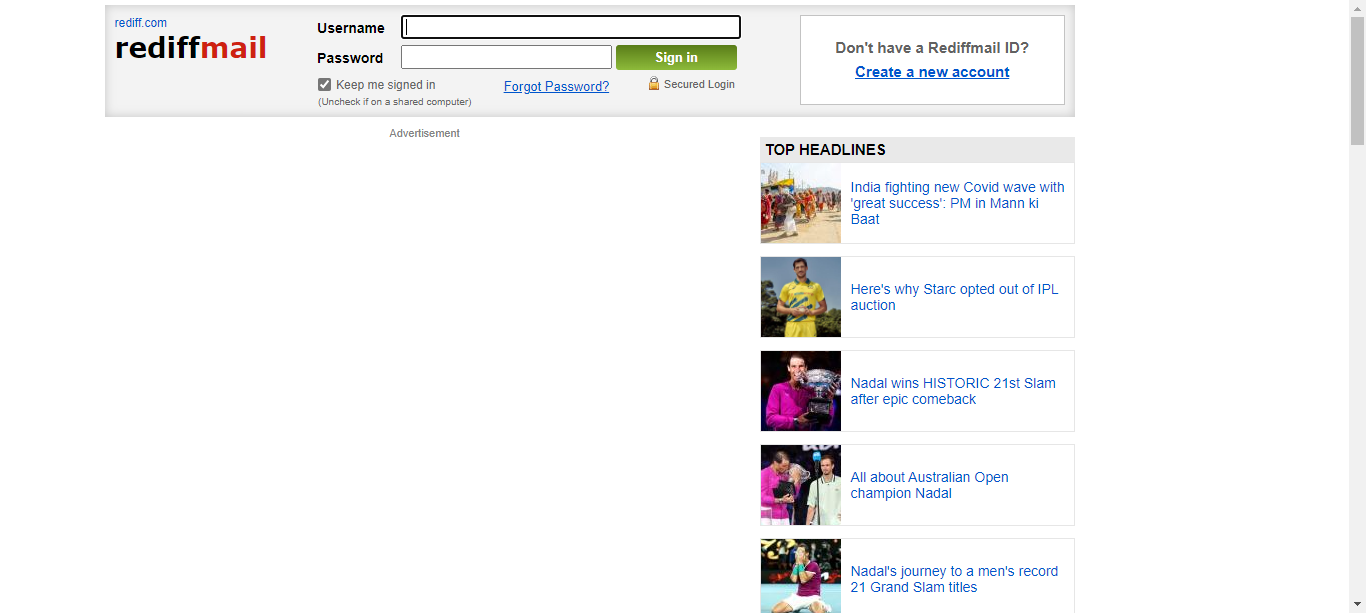 rediff.com
rediffmail
Username
Password
Sign in
Keep me signed in
Forgot Password?
Secured Login
(Uncheck if on a shared computer)
Don't have a Rediffmail ID?
Create a new account
Advertisement
TOP HEADLINES
India fighting new Covid wave with
'great success': PM in Mann ki
Baat
Here's why Starc opted out of IPL
auction
Nadal wins HISTORIC 21st Slam
after epic comeback
All about Australian Open
champion Nadal
Nadal's journey to a men's record
21 Grand Slam titles